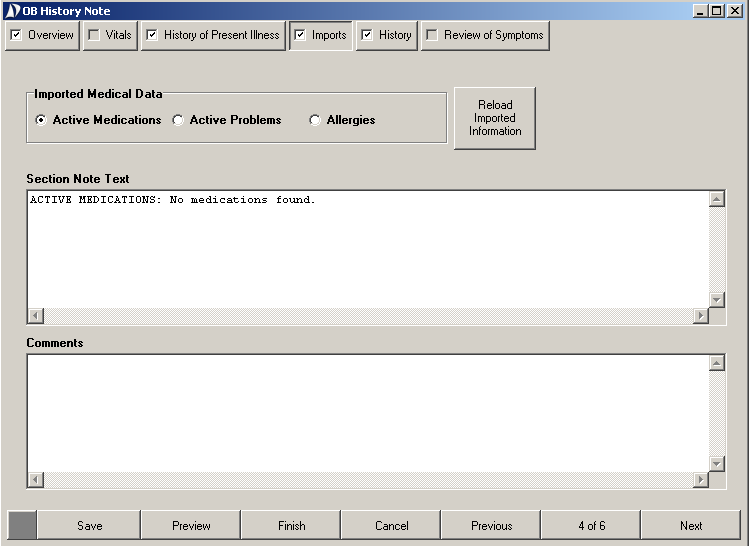 OB History Note
Overview Vitals History of Present Illness Imports History Review of Symptoms
Imported Medical Data
Active Medications Active Problems Allergies
Reload
Imported
Information
Section Note Text
ACTIVE MEDICATIONS: No medications found.
Comments
Save Preview Finish Cancel Previous 4 of 6 Next